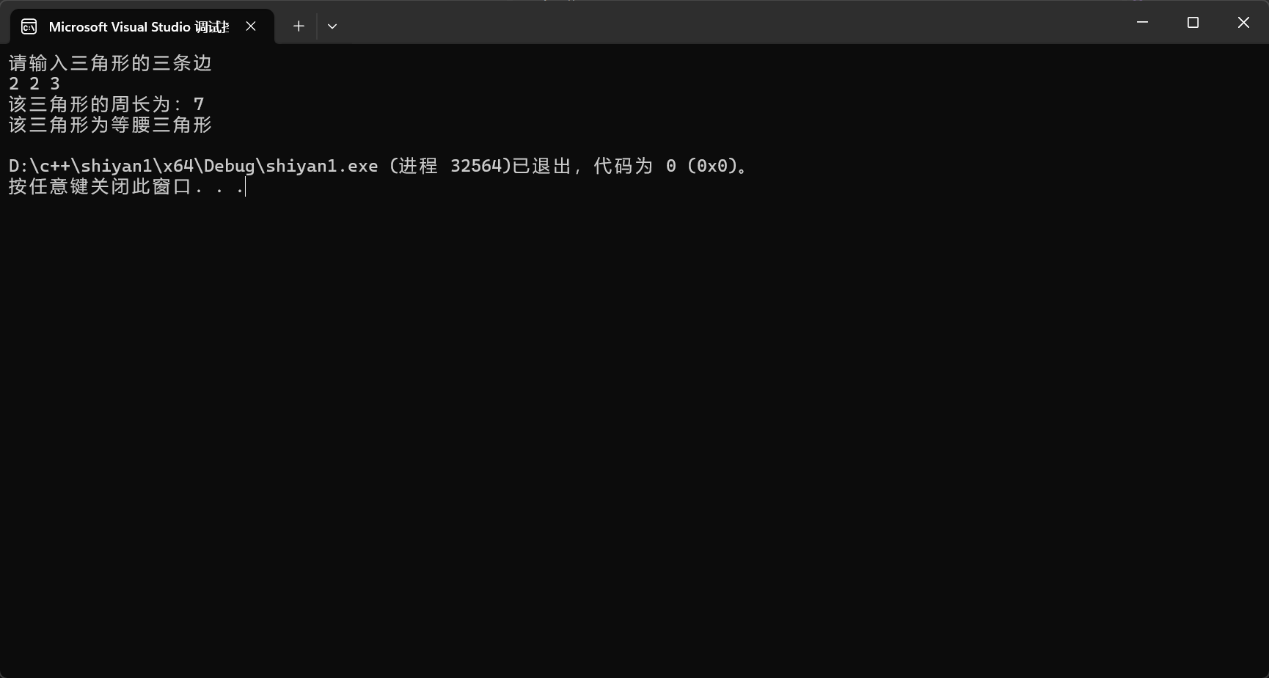 Microsoft Visual Studio 调试
请输入三角形的三条边
2 2 3
该三角形的周长为：7
该三角形为等腰三角形
D:\c++\shiyan1\x64\Debug\shiyan1.exe (进程 32564)已退出，代码为 0 (0x0)。
按任意键关闭此窗口. . .